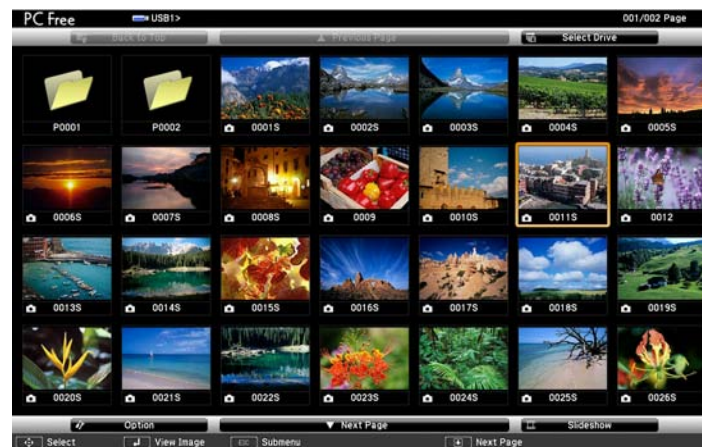 PC Free USB1> 001/002 Page
Back to Top ▲ Previous Page Select Drive
P0001 P0002 0001S 0002S 0003S 0004S 0005S
0006S 0007S 0008S 0009 0010S 0011S 0012
0013S 0014S 0015S 0016S 0017S 0018S 0019S
0020S 0021S 0022S 0023S 0024S 0025S 0026S
Option ▼ Next Page Slideshow
Select View Image Esc Submenu Next Page